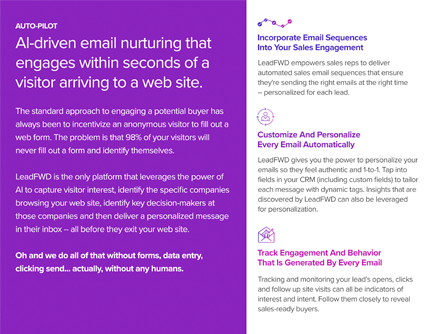 AUTO-PILOT
AI-driven email nurturing that
engages within seconds of a
visitor arriving to a web site.
The standard approach to engaging a potential buyer has
always been to incentivize an anonymous visitor to fill out a
web form. The problem is that 98% of your visitors will
never fill out a form and identify themselves.
LeadFWD is the only platform that leverages the power of
AI to capture visitor interest, identify the specific companies
browsing your web site, identify key decision-makers at
those companies and then deliver a personalized message
in their inbox – all before they exit your web site.
Oh and we do all of that without forms, data entry,
clicking send... actually, without any humans.
Incorporate Email Sequences
Into Your Sales Engagement
LeadFWD empowers sales reps to deliver
automated sales email sequences that ensure
they're sending the right emails at the right time
– personalized for each lead.
Customize And Personalize
Every Email Automatically
LeadFWD gives you the power to personalize your
emails so they feel authentic and 1-to-1. Tap into
fields in your CRM (including custom fields) to tailor
each message with dynamic tags. Insights that are
discovered by LeadFWD can also be leveraged
for personalization.
Track Engagement And Behavior
That Is Generated By Every Email
Tracking and monitoring your lead's opens, clicks
and follow up site visits can all be indicators of
interest and intent. Follow them closely to reveal
sales-ready buyers.